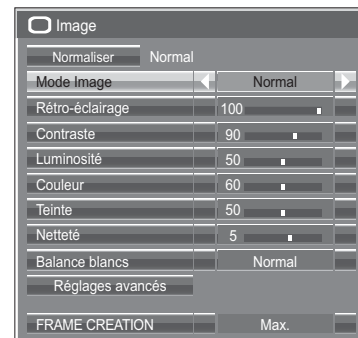 Image
Normaliser Normal
Mode Image Normal
Rétro-éclairage 100
Contraste 90
Luminosité 50
Couleur 60
Teinte 50
Netteté 5
Balance blancs Normal
Réglages avancés
FRAME CREATION Max.